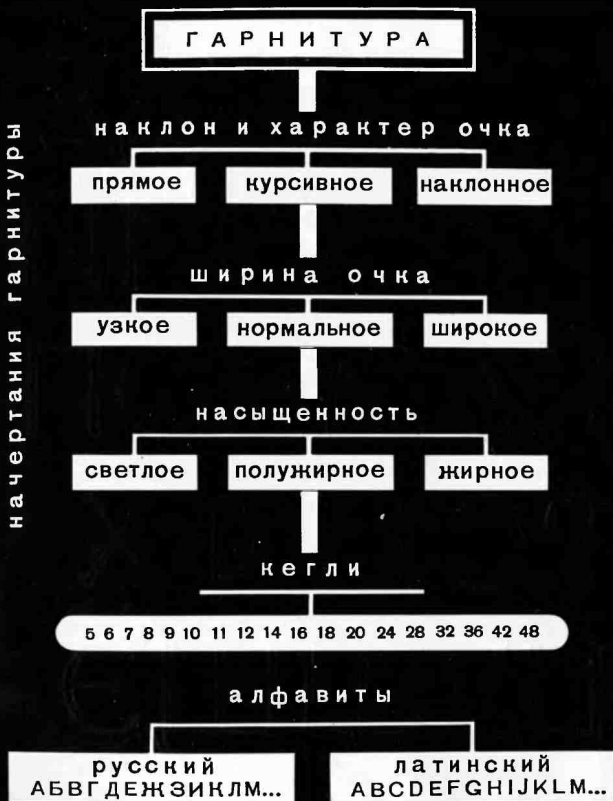 ГАРНИТУРА
начертания гарнитуры
наклон и характер очка
прямое курсивное наклонное
ширина очка
узкое нормальное широкое
насыщенность
светлое полужирное жирное
кегли
5 6 7 8 9 10 11 12 14 16 18 20 24 28 32 36 42 48
алфавиты
русский латинский
АБВГДЕЖЗИКЛМ... ABCDEFGHIJKLM...